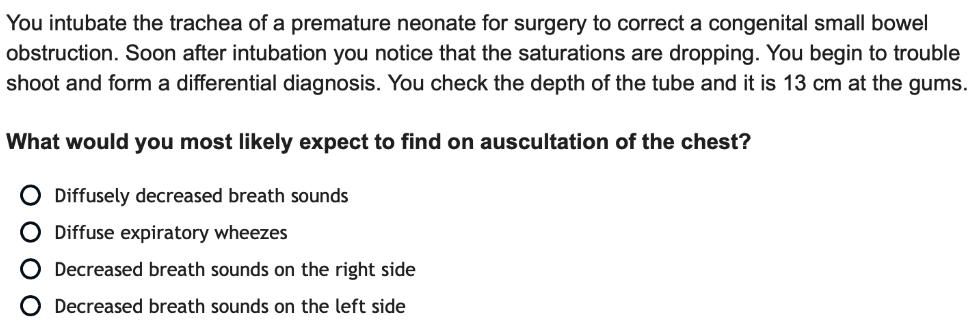 You intubate the trachea of a premature neonate for surgery to correct a congenital small bowel
obstruction. Soon after intubation you notice that the saturations are dropping. You begin to trouble
shoot and form a differential diagnosis. You check the depth of the tube and it is 13 cm at the gums.
What would you most likely expect to find on auscultation of the chest?
Diffusely decreased breath sounds
Diffuse expiratory wheezes
Decreased breath sounds on the right side
Decreased breath sounds on the left side